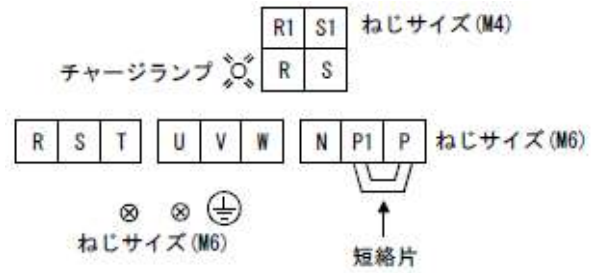 R1 S1 ねじサイズ(M4)
チャージランプ R S
R S T U V W N P1 P ねじサイズ(M6)
ねじサイズ(M6)
短絡片